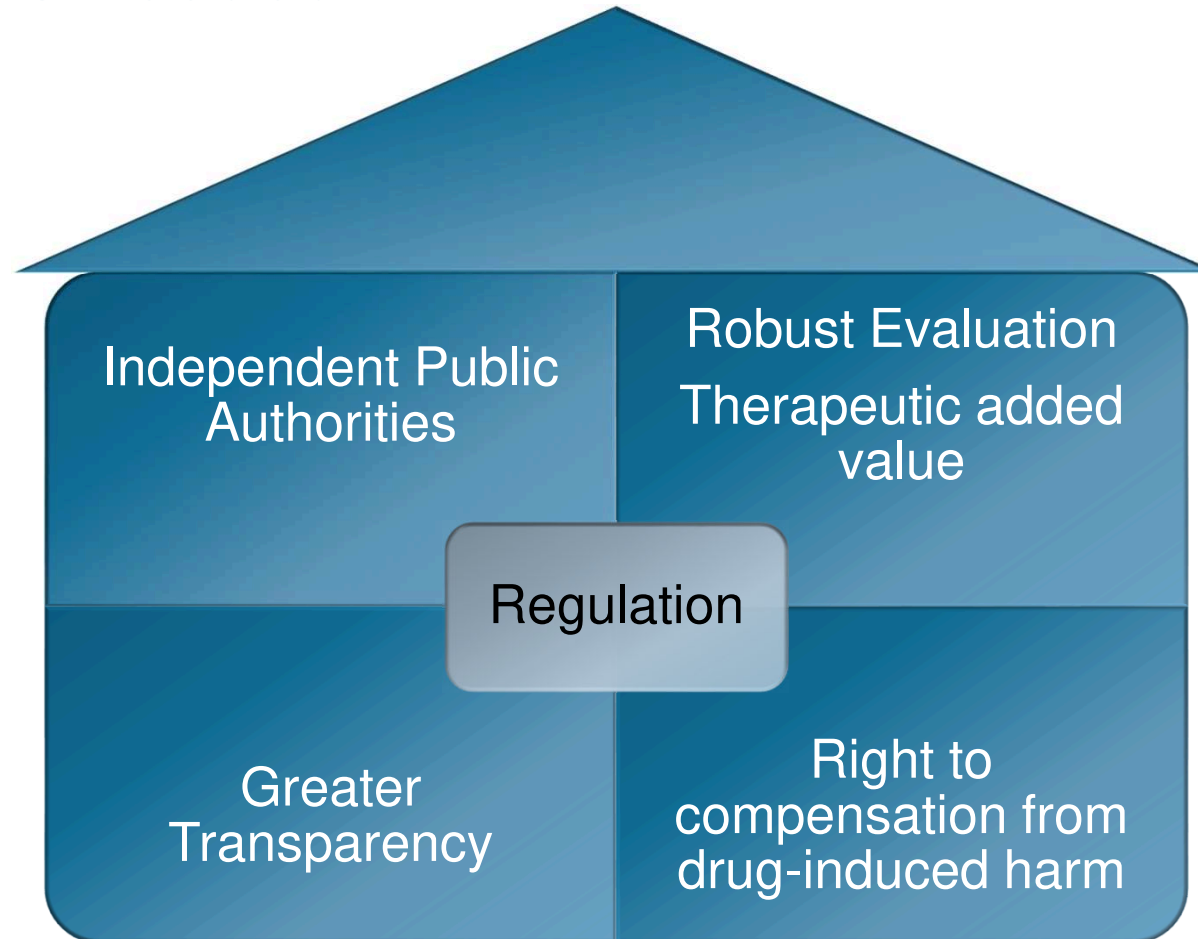 Independent Public
Authorities
Robust Evaluation
Therapeutic added
value
Regulation
Greater
Transparency
Right to
compensation from
drug-induced harm